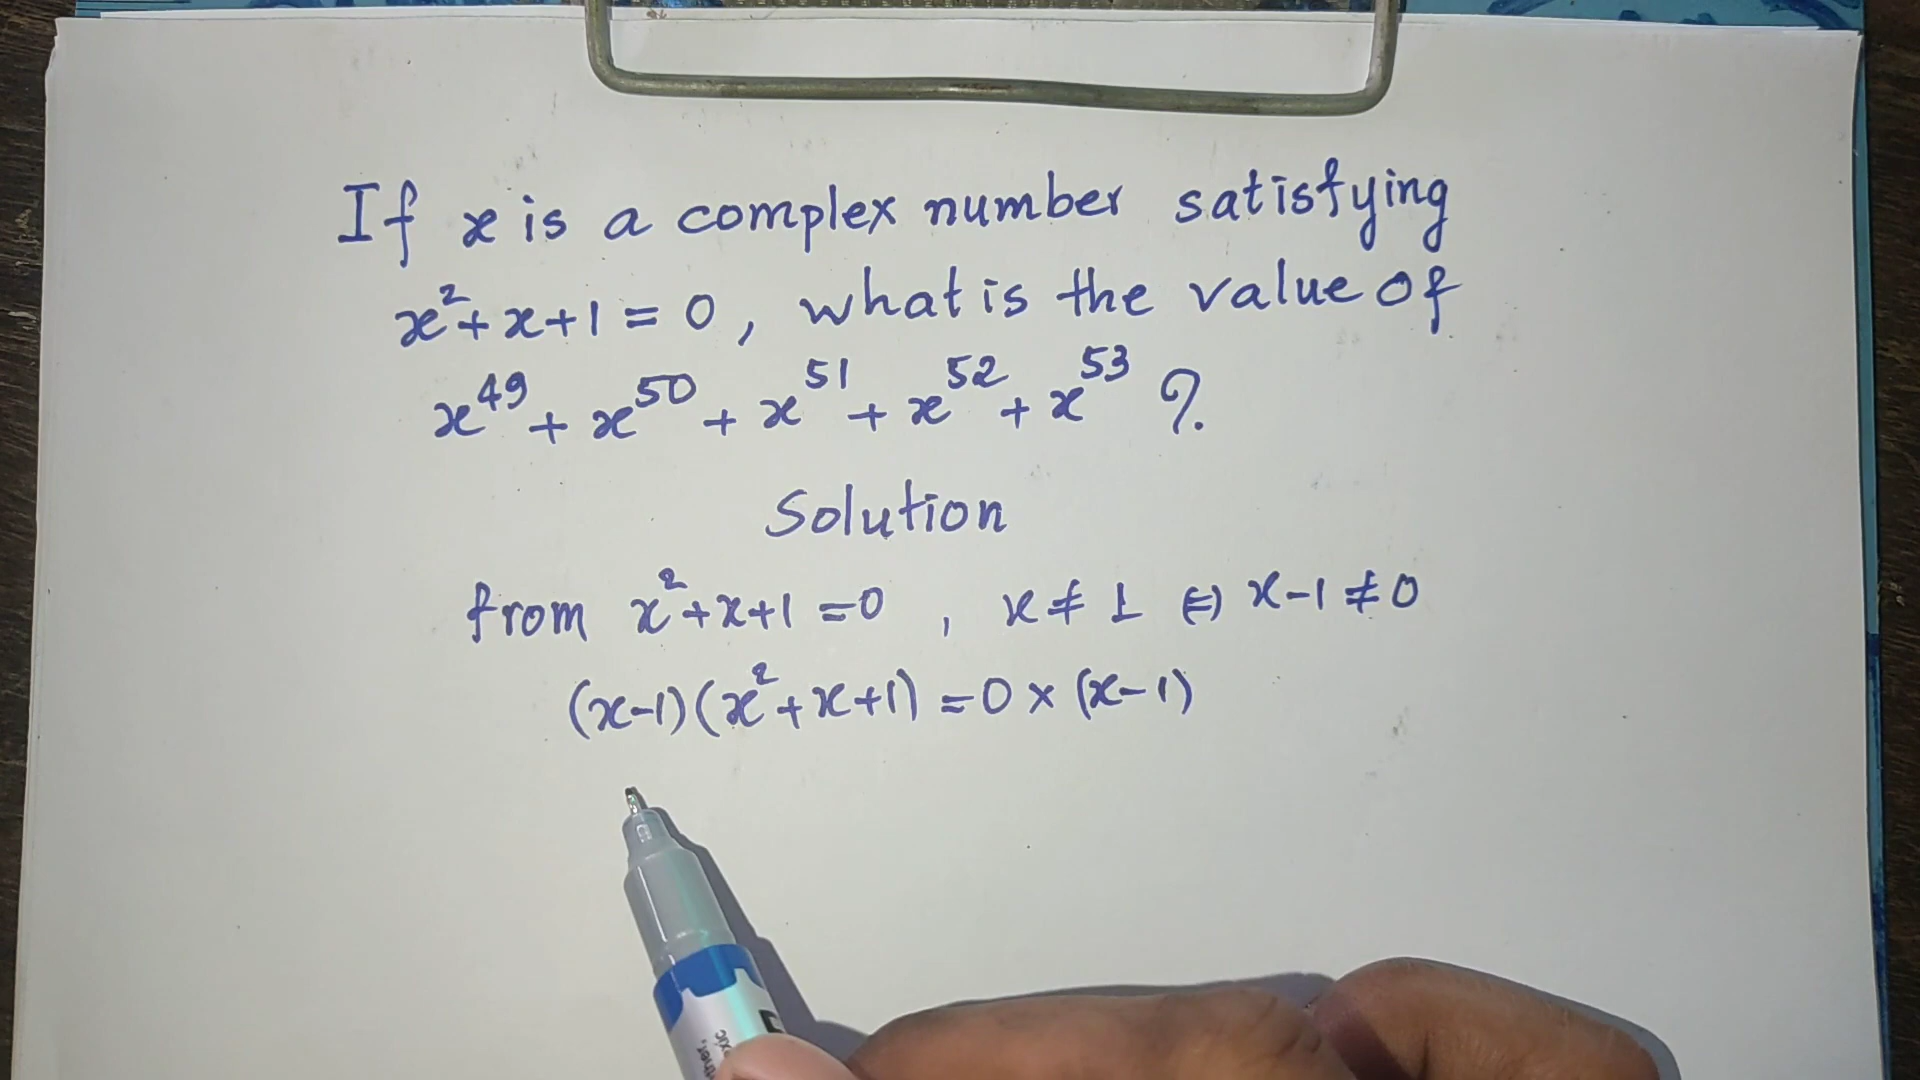 If x is a complex number satisfying
x²+x+1=0, what is the value of
x⁴⁹+x⁵⁰+x⁵¹+x⁵²+x⁵³ ?
Solution
from x²+x+1=0, x≠1 ⇔ x-1≠0
(x-1)(x²+x+1)=0×(x-1)